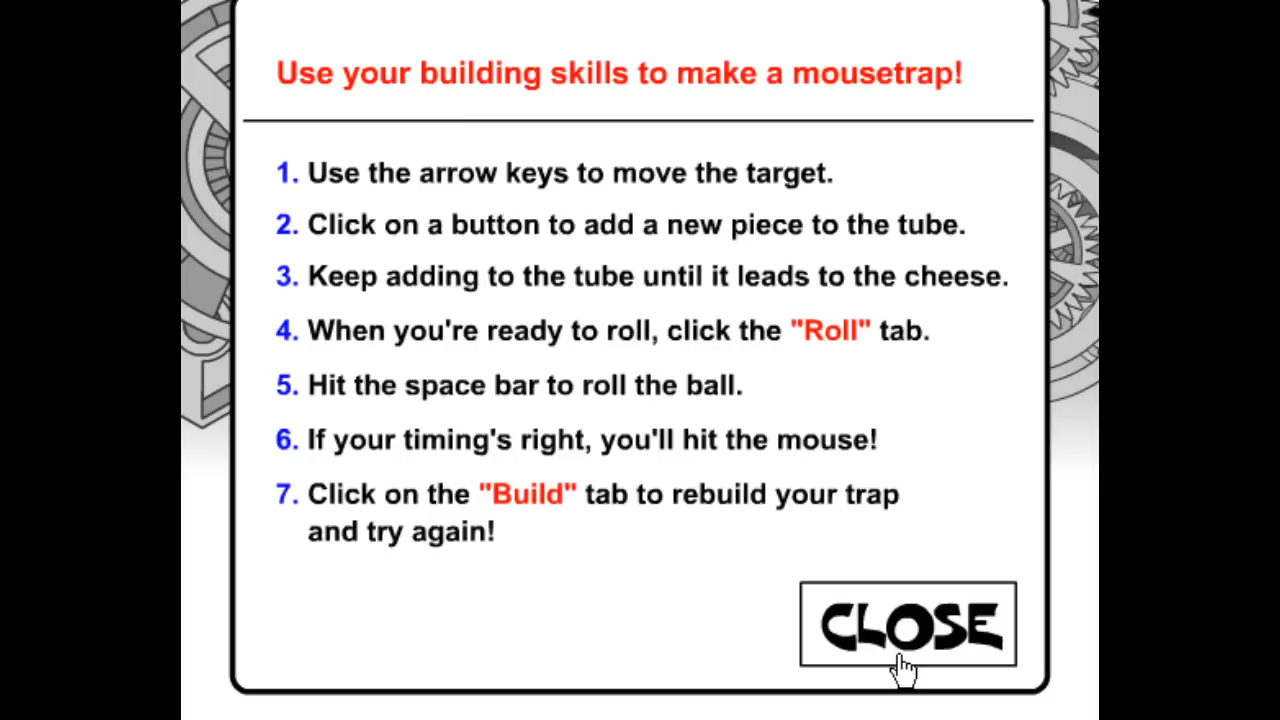 Use your building skills to make a mousetrap!
1. Use the arrow keys to move the target.
2. Click on a button to add a new piece to the tube.
3. Keep adding to the tube until it leads to the cheese.
4. When you're ready to roll, click the "Roll" tab.
5. Hit the space bar to roll the ball.
6. If your timing's right, you'll hit the mouse!
7. Click on the "Build" tab to rebuild your trap
and try again!
CLOSE